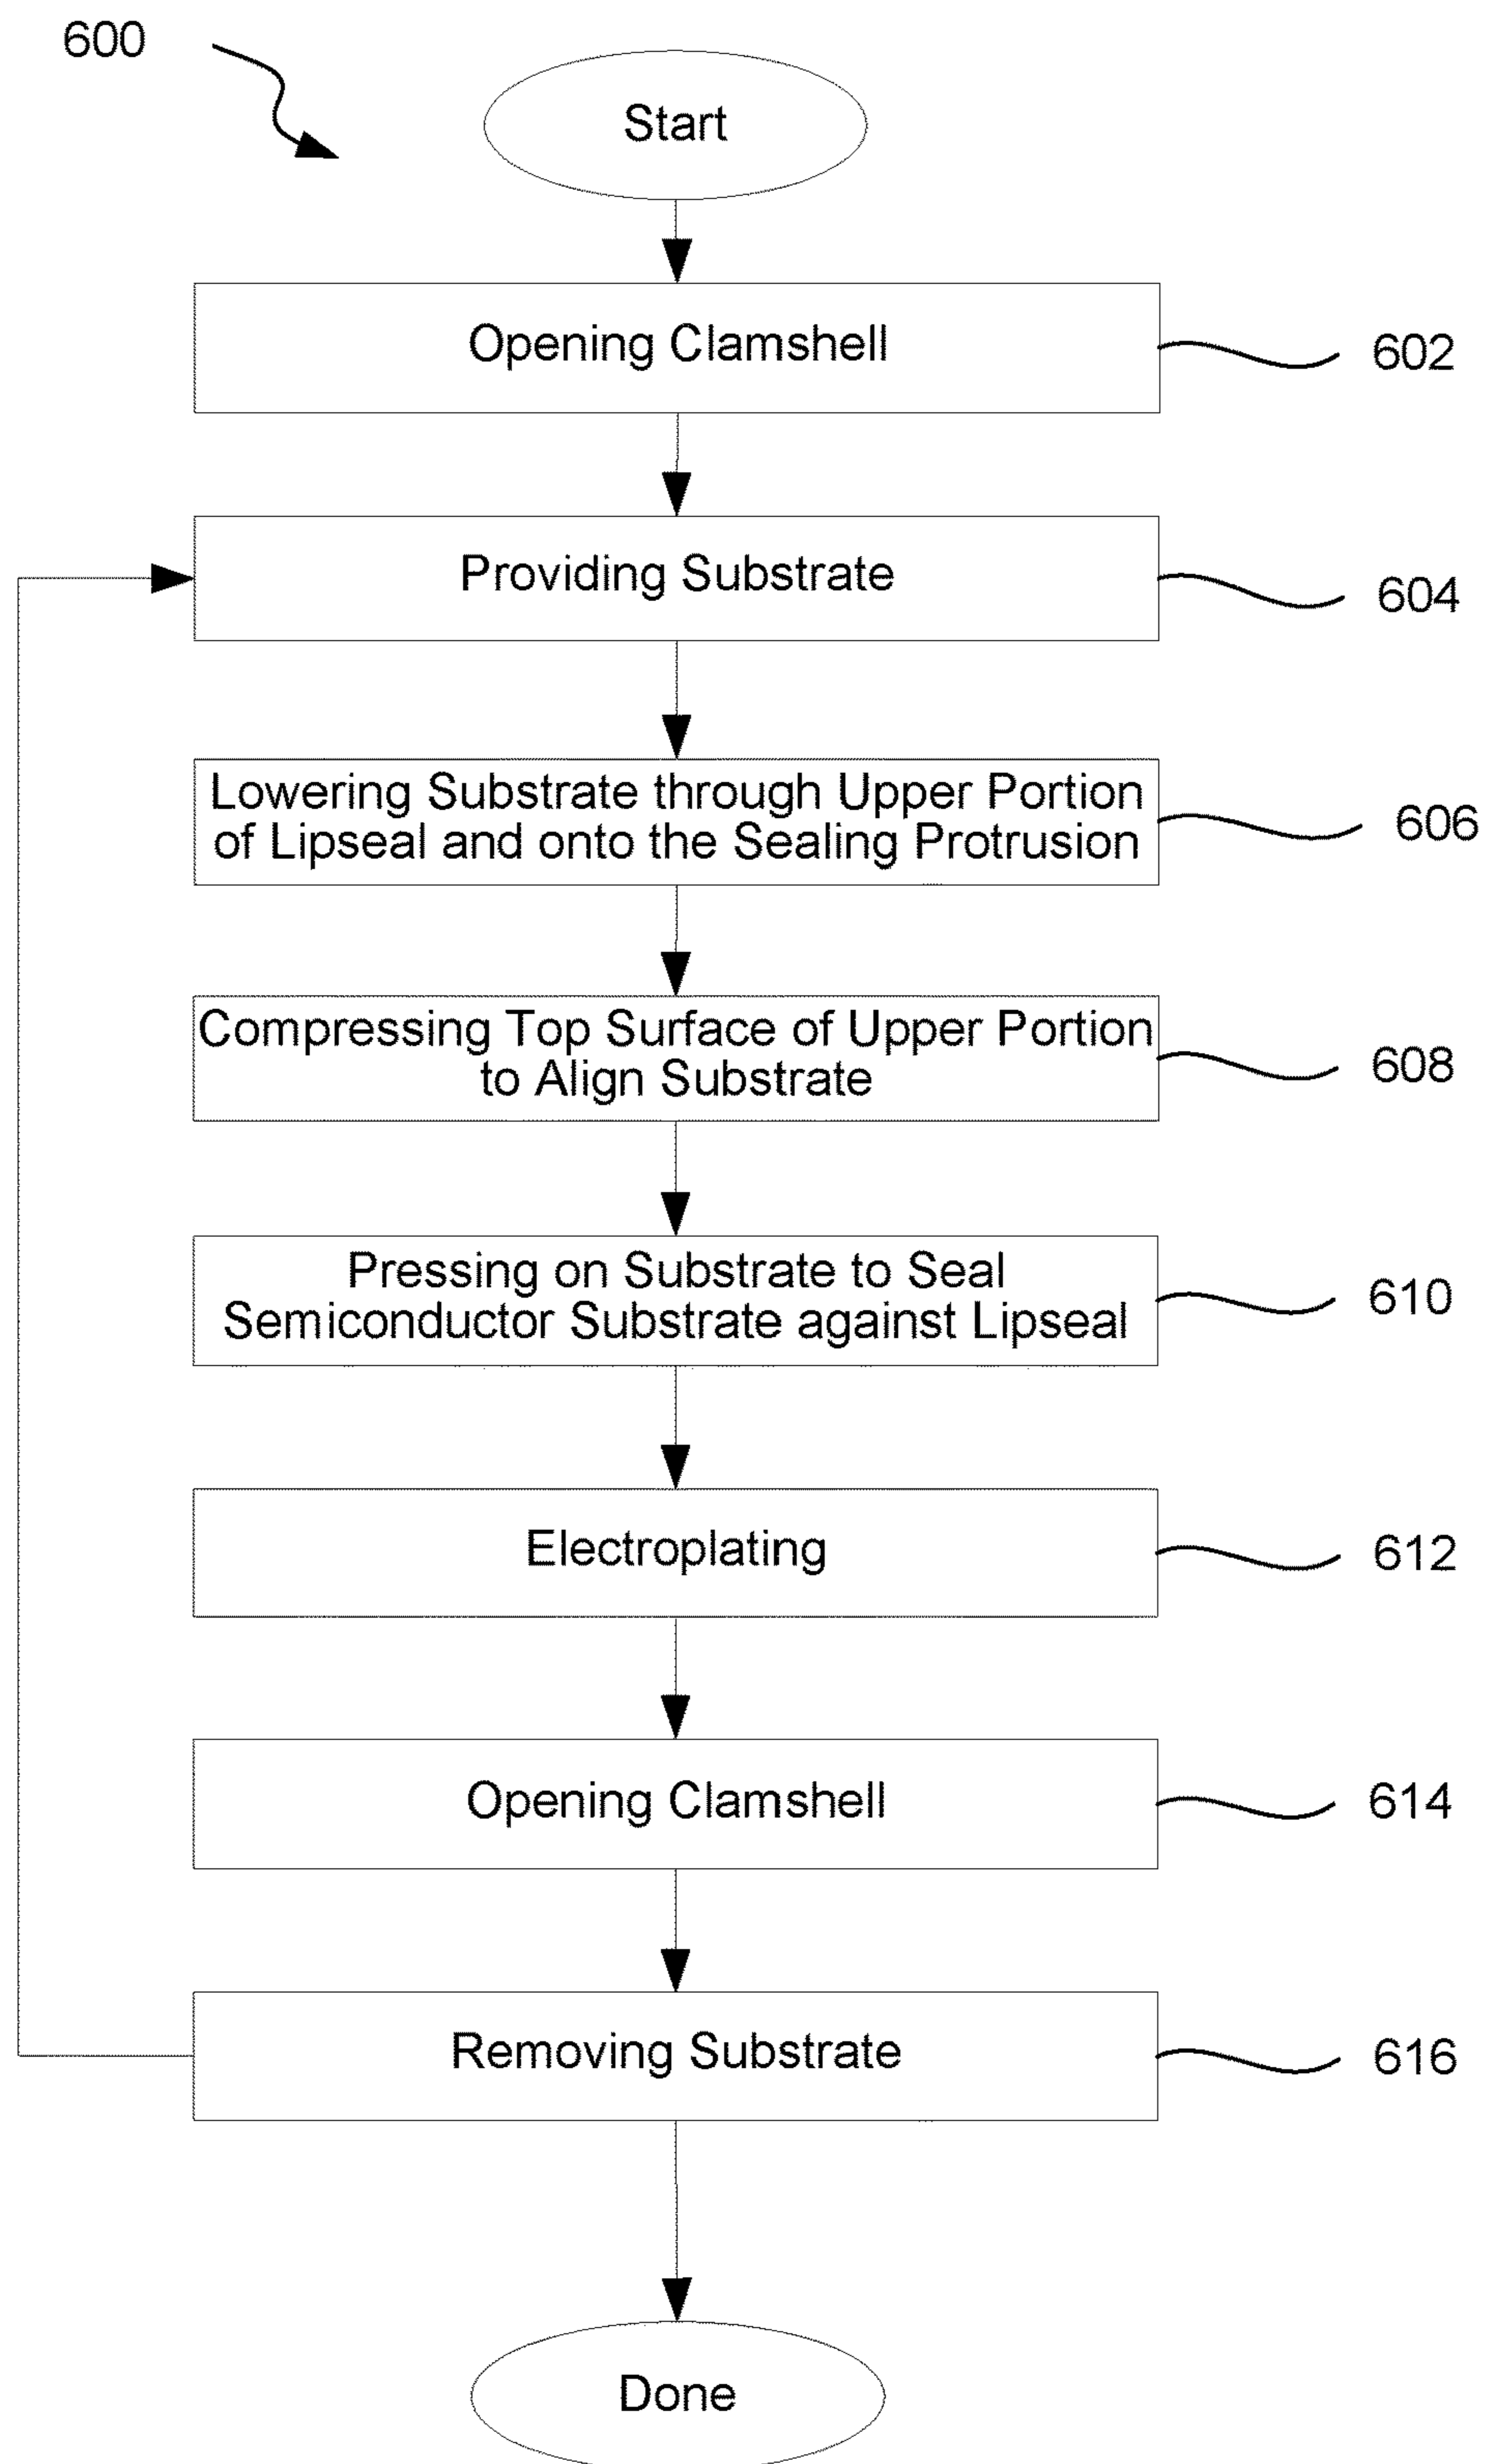 600
Start
Opening Clamshell
602
Providing Substrate
604
Lowering Substrate through Upper Portion
of Lipseal and onto the Sealing Protrusion
606
Compressing Top Surface of Upper Portion
to Align Substrate
608
Pressing on Substrate to Seal
Semiconductor Substrate against Lipseal
610
Electroplating
612
Opening Clamshell
614
Removing Substrate
616
Done